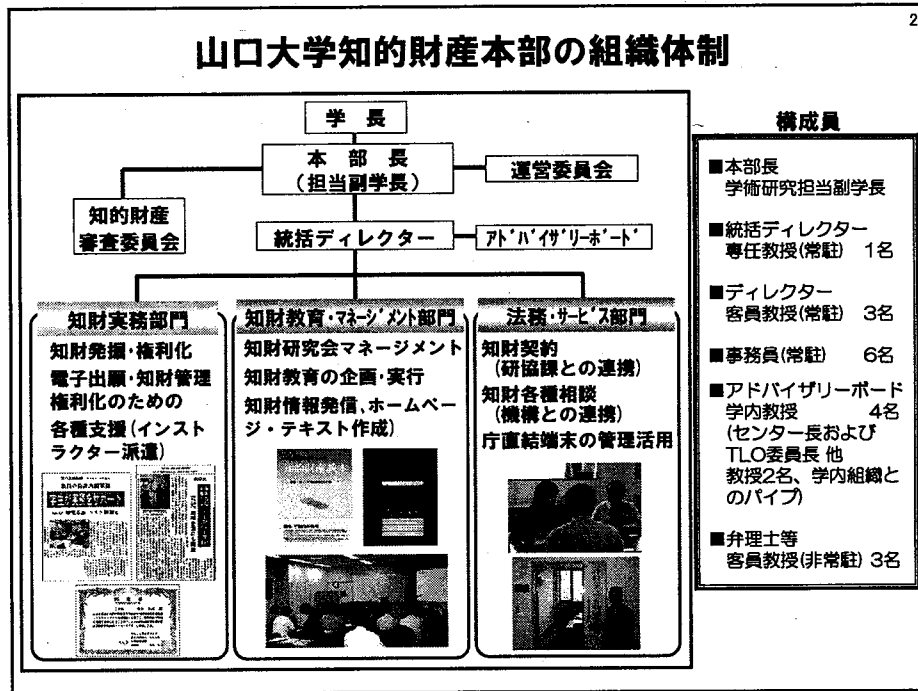 2
山口大学知的財産本部の組織体制
学長
本部長
(担当副学長)
運営委員会
知的財産
審査委員会
統括ディレクター
アドバイザリーボード
知財実務部門
知財発掘・権利化
電子出願・知財管理
権利化のための
各種支援(インスト
ラクター派遣)
知財教育・マネージメント部門
知財研究会マネージメント
知財教育の企画・実行
知財情報発信、ホームペー
ジ・テキスト作成)
法務・サービス部門
知財契約
(研協課との連携)
知財各種相談
(機構との連携)
庁直結端末の管理活用
構成員
■本部長
学術研究担当副学長
■統括ディレクター
専任教授(常駐) 1名
■ディレクター
客員教授(常駐) 3名
■事務員(常駐) 6名
■アドバイザリーボード
学内教授 4名
(センター長および
TLO委員長 他
教授2名、学内組織と
のパイプ)
■弁理士等
客員教授(非常駐) 3名